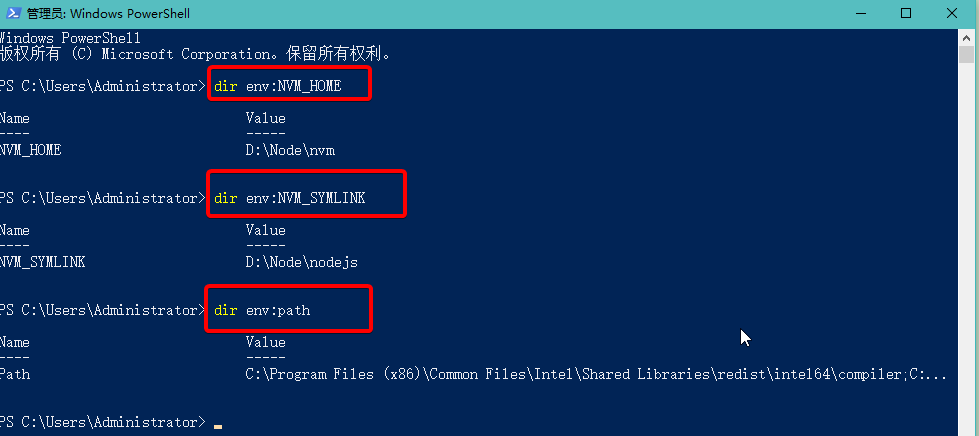 管理员: Windows PowerShell
Windows PowerShell
版权所有 (C) Microsoft Corporation。保留所有权利。
PS C:\Users\Administrator> dir env:NVM_HOME
Name Value
---- -----
NVM_HOME D:\Node\nvm
PS C:\Users\Administrator> dir env:NVM_SYMLINK
Name Value
---- -----
NVM_SYMLINK D:\Node\nodejs
PS C:\Users\Administrator> dir env:path
Name Value
---- -----
Path C:\Program Files (x86)\Common Files\Intel\Shared Libraries\redist\intel64\compiler;C:...
PS C:\Users\Administrator>